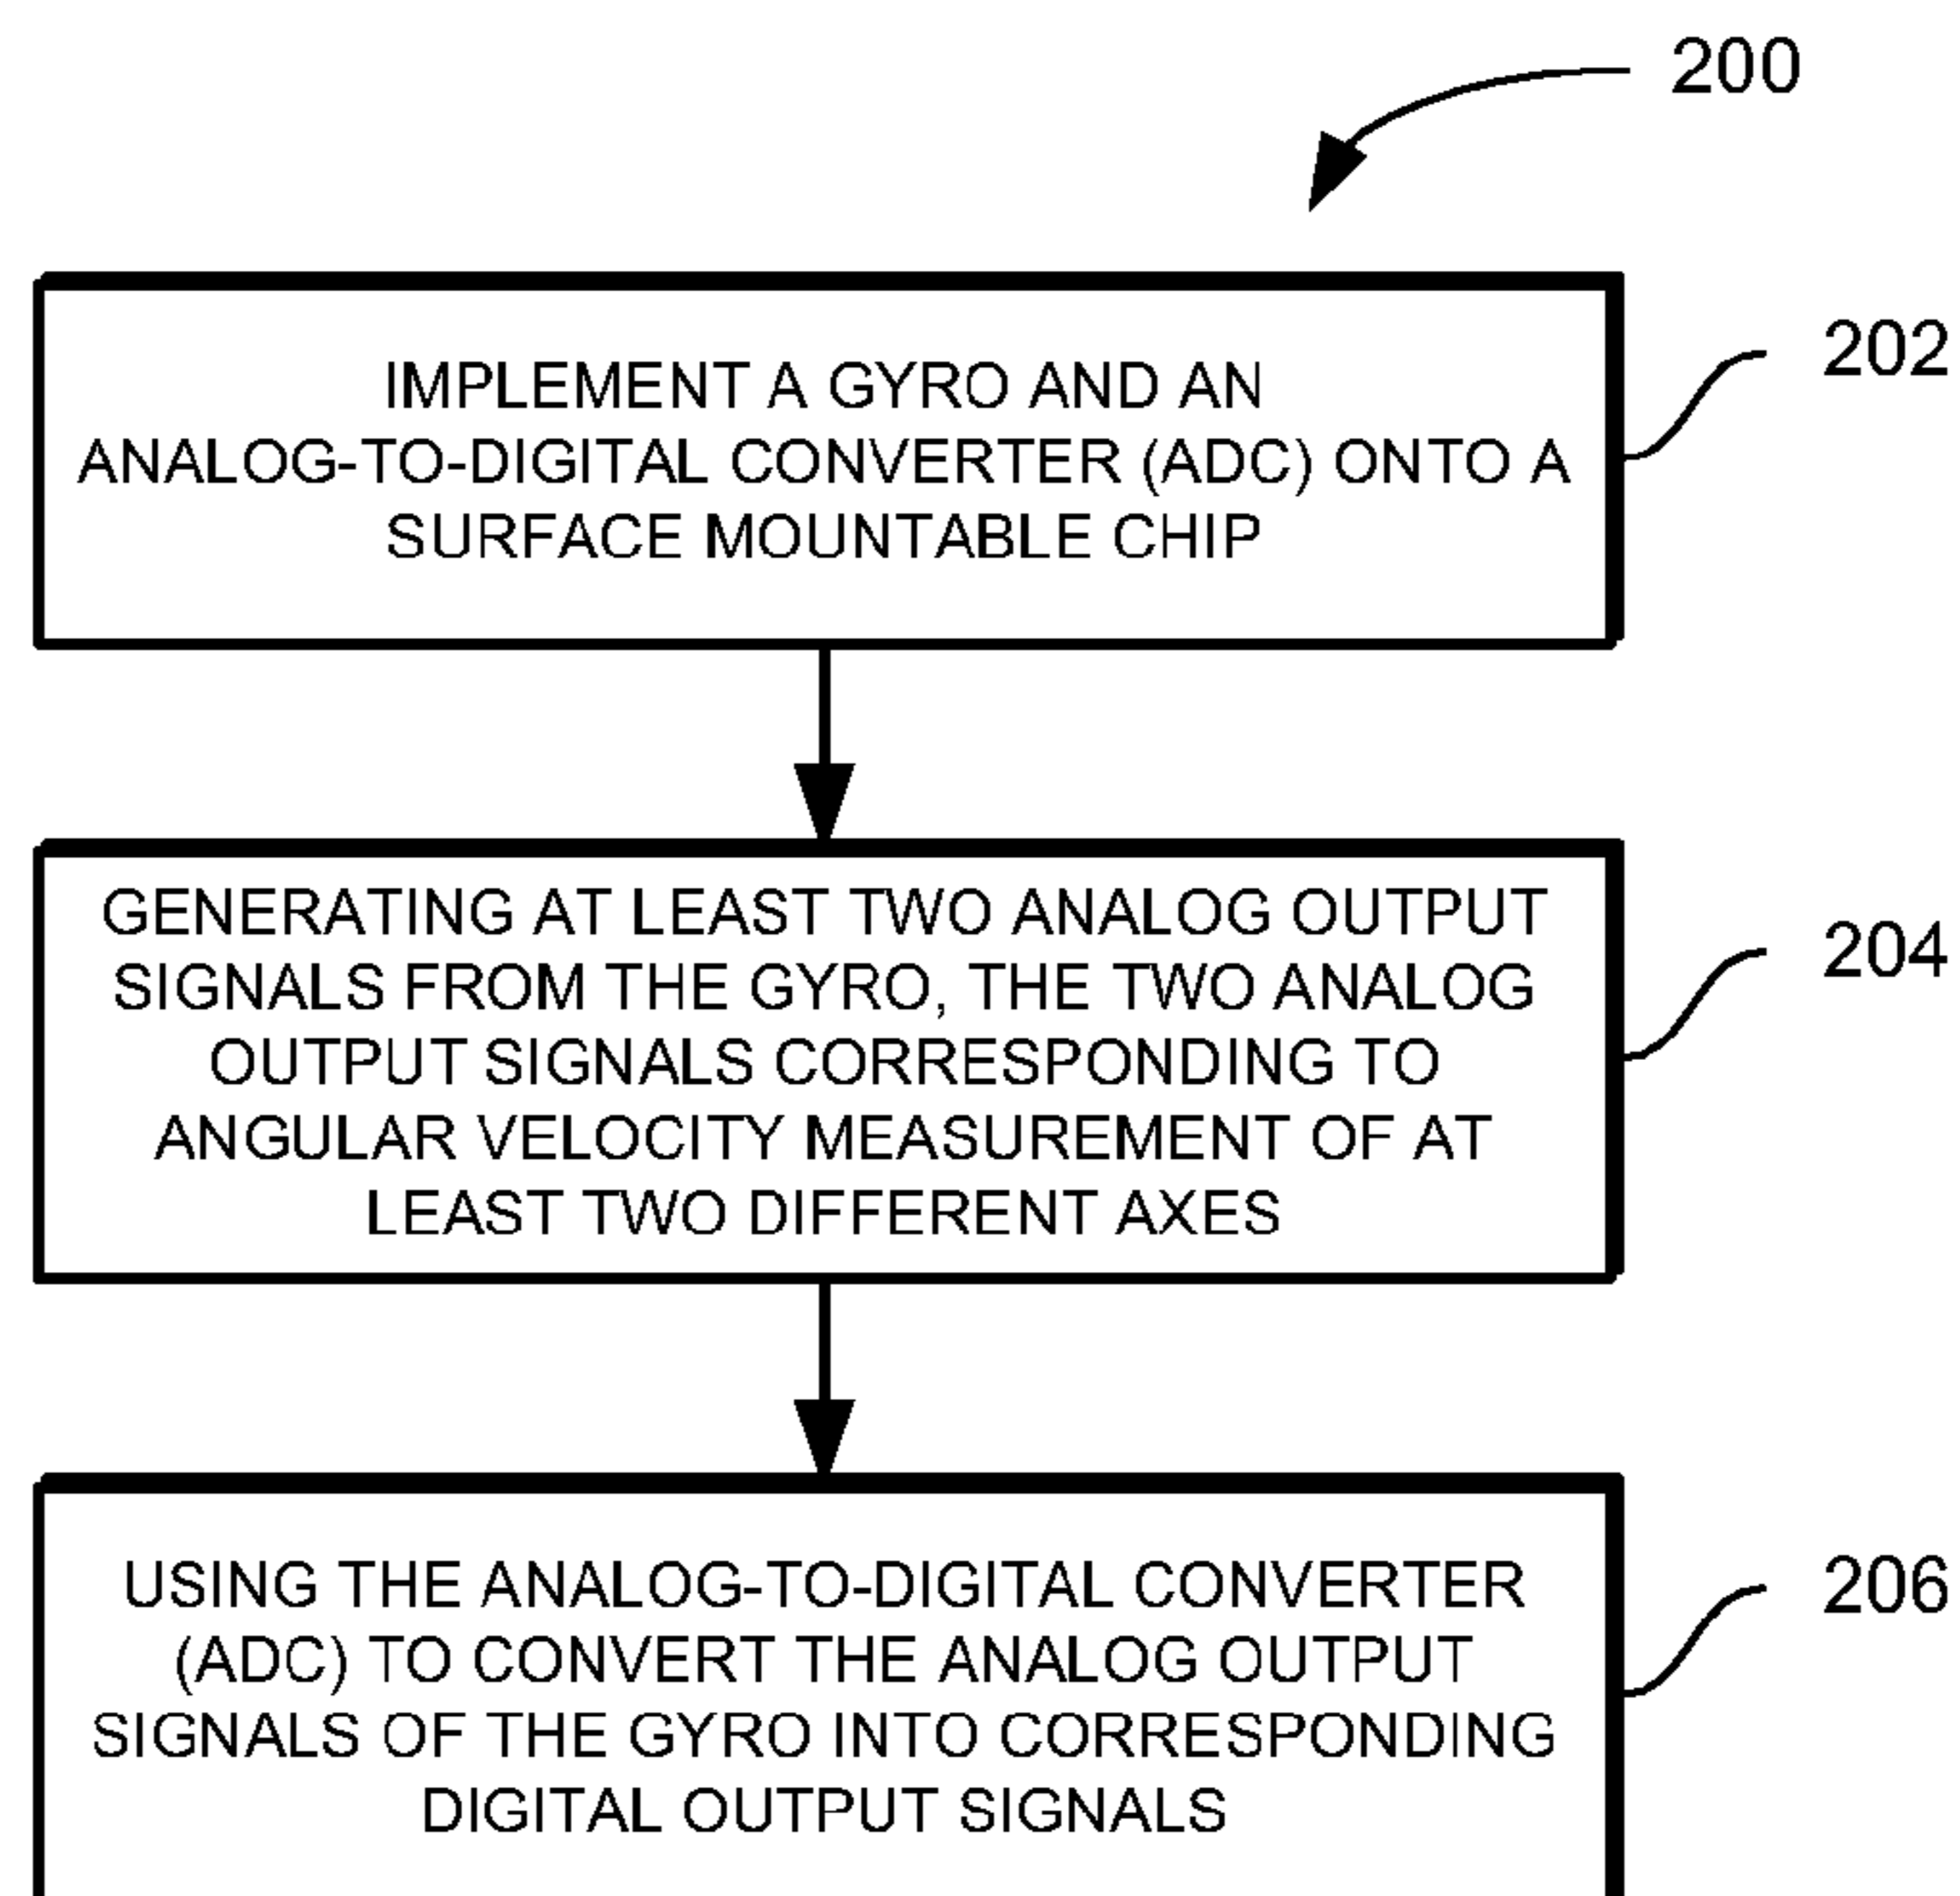 200
202
IMPLEMENT A GYRO AND AN
ANALOG-TO-DIGITAL CONVERTER (ADC) ONTO A
SURFACE MOUNTABLE CHIP
204
GENERATING AT LEAST TWO ANALOG OUTPUT
SIGNALS FROM THE GYRO, THE TWO ANALOG
OUTPUT SIGNALS CORRESPONDING TO
ANGULAR VELOCITY MEASUREMENT OF AT
LEAST TWO DIFFERENT AXES
206
USING THE ANALOG-TO-DIGITAL CONVERTER
(ADC) TO CONVERT THE ANALOG OUTPUT
SIGNALS OF THE GYRO INTO CORRESPONDING
DIGITAL OUTPUT SIGNALS